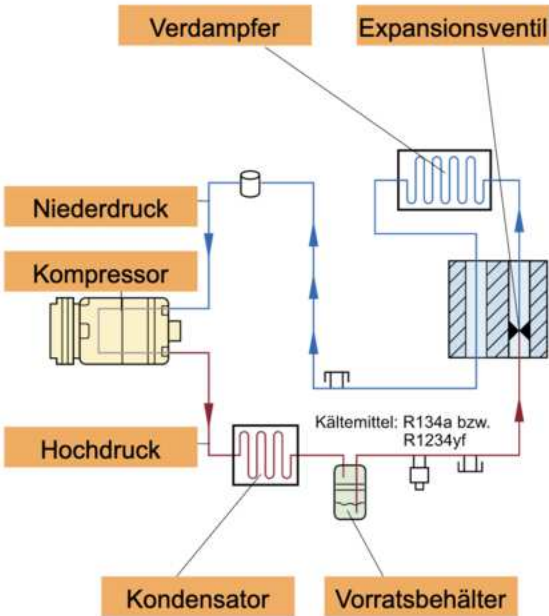 Verdampfer
Expansionsventil
Niederdruck
Kompressor
Kältemittel: R134a bzw.
R1234yf
Hochdruck
Kondensator
Vorratsbehälter